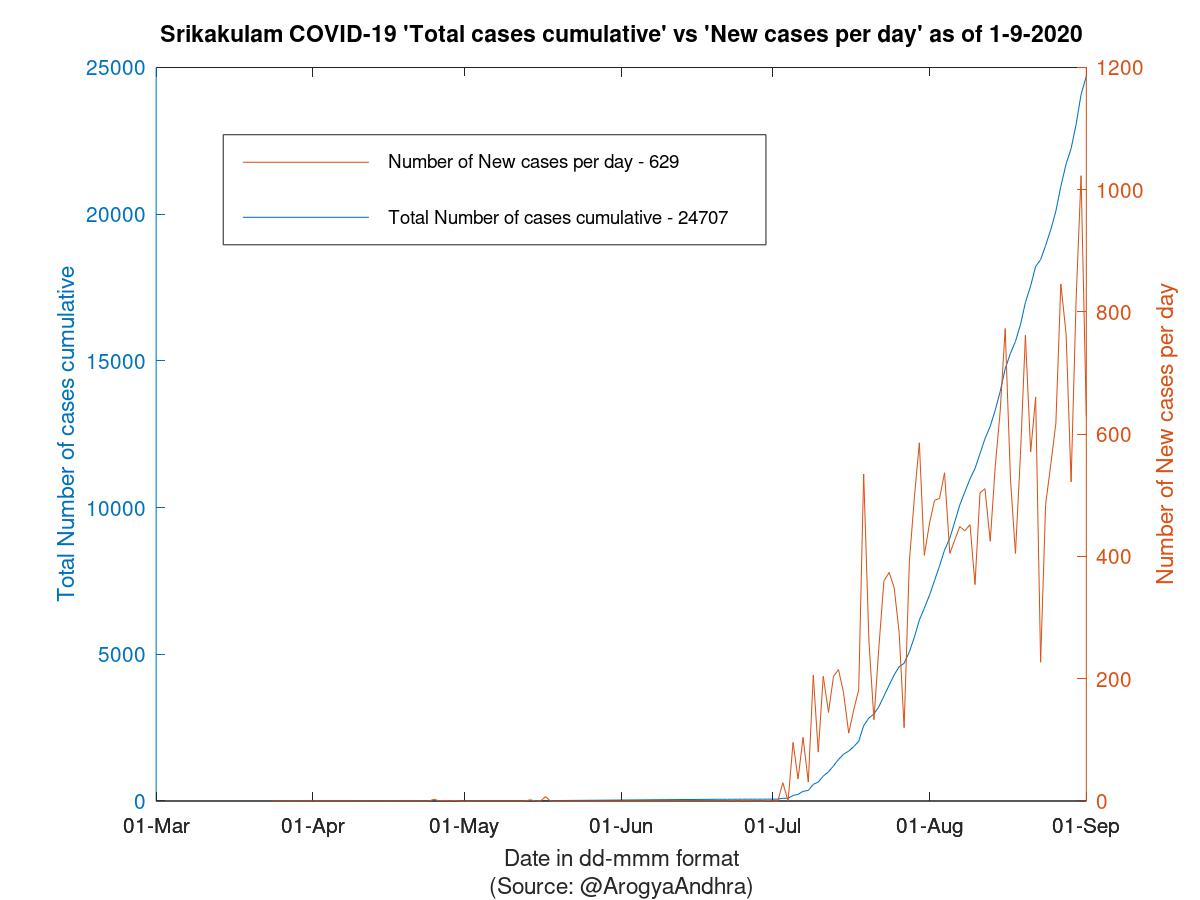 Srikakulam COVID-19 'Total cases cumulative' vs 'New cases per day' as of 1-9-2020
25000
20000
15000
10000
5000
0
Total Number of cases cumulative
Number of New cases per day - 629
Total Number of cases cumulative - 24707
1200
1000
800
600
400
200
0
Number of New cases per day
01-Mar 01-Apr 01-May 01-Jun 01-Jul 01-Aug 01-Sep
Date in dd-mmm format
(Source: @ArogyaAndhra)